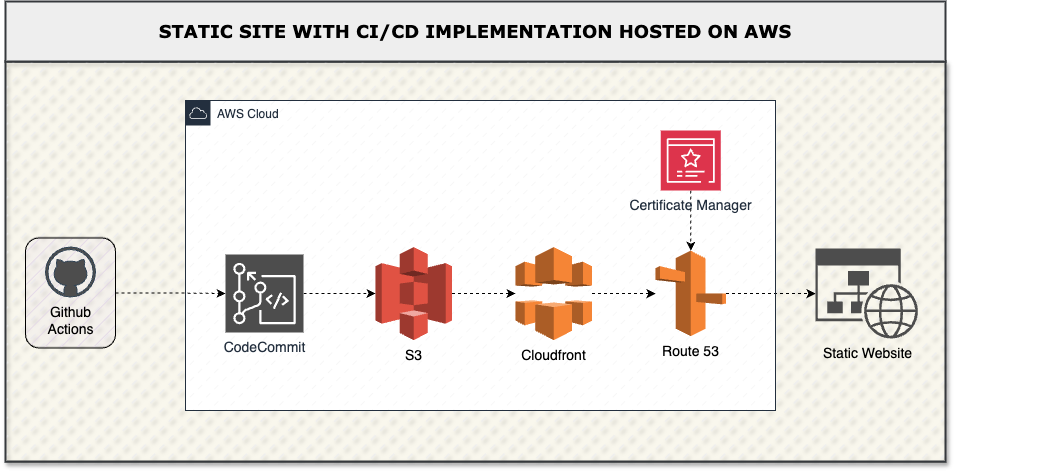 STATIC SITE WITH CI/CD IMPLEMENTATION HOSTED ON AWS
AWS Cloud
Certificate Manager
Github
Actions
</>
CodeCommit
S3
Cloudfront
Route 53
Static Website